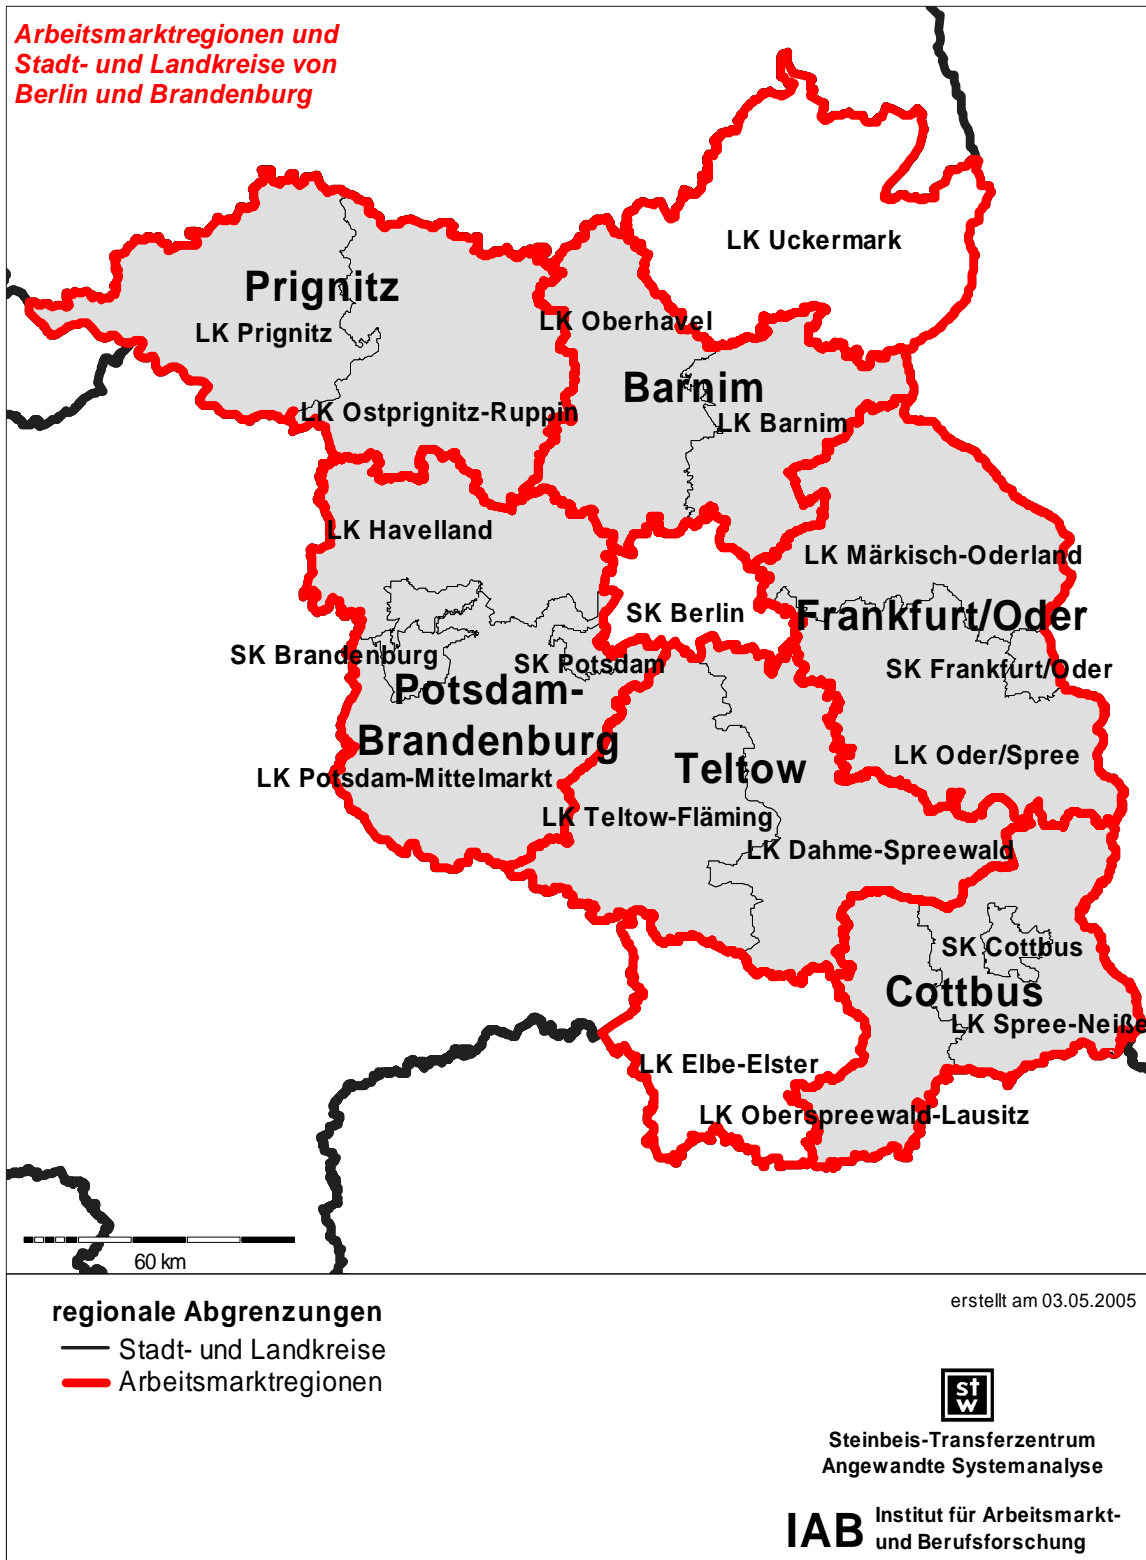 Arbeitsmarktregionen und
Stadt- und Landkreise von
Berlin und Brandenburg
LK Uckermark
Prignitz
LK Prignitz
LK Oberhavel
Barnim
LK Ostprignitz-Ruppin
LK Barnim
LK Havelland
LK Märkisch-Oderland
SK Berlin
Frankfurt/Oder
SK Brandenburg
SK Potsdam
SK Frankfurt/Oder
Potsdam-
Brandenburg
LK Oder/Spree
Teltow
LK Potsdam-Mittelmarkt
LK Teltow-Fläming
LK Dahme-Spreewald
SK Cottbus
Cottbus
LK Spree-Neiße
LK Elbe-Elster
LK Oberspreewald-Lausitz
60 km
regionale Abgrenzungen
Stadt- und Landkreise
Arbeitsmarktregionen
erstellt am 03.05.2005
st
w
Steinbeis-Transferzentrum
Angewandte Systemanalyse
IAB Institut für Arbeitsmarkt-
und Berufsforschung